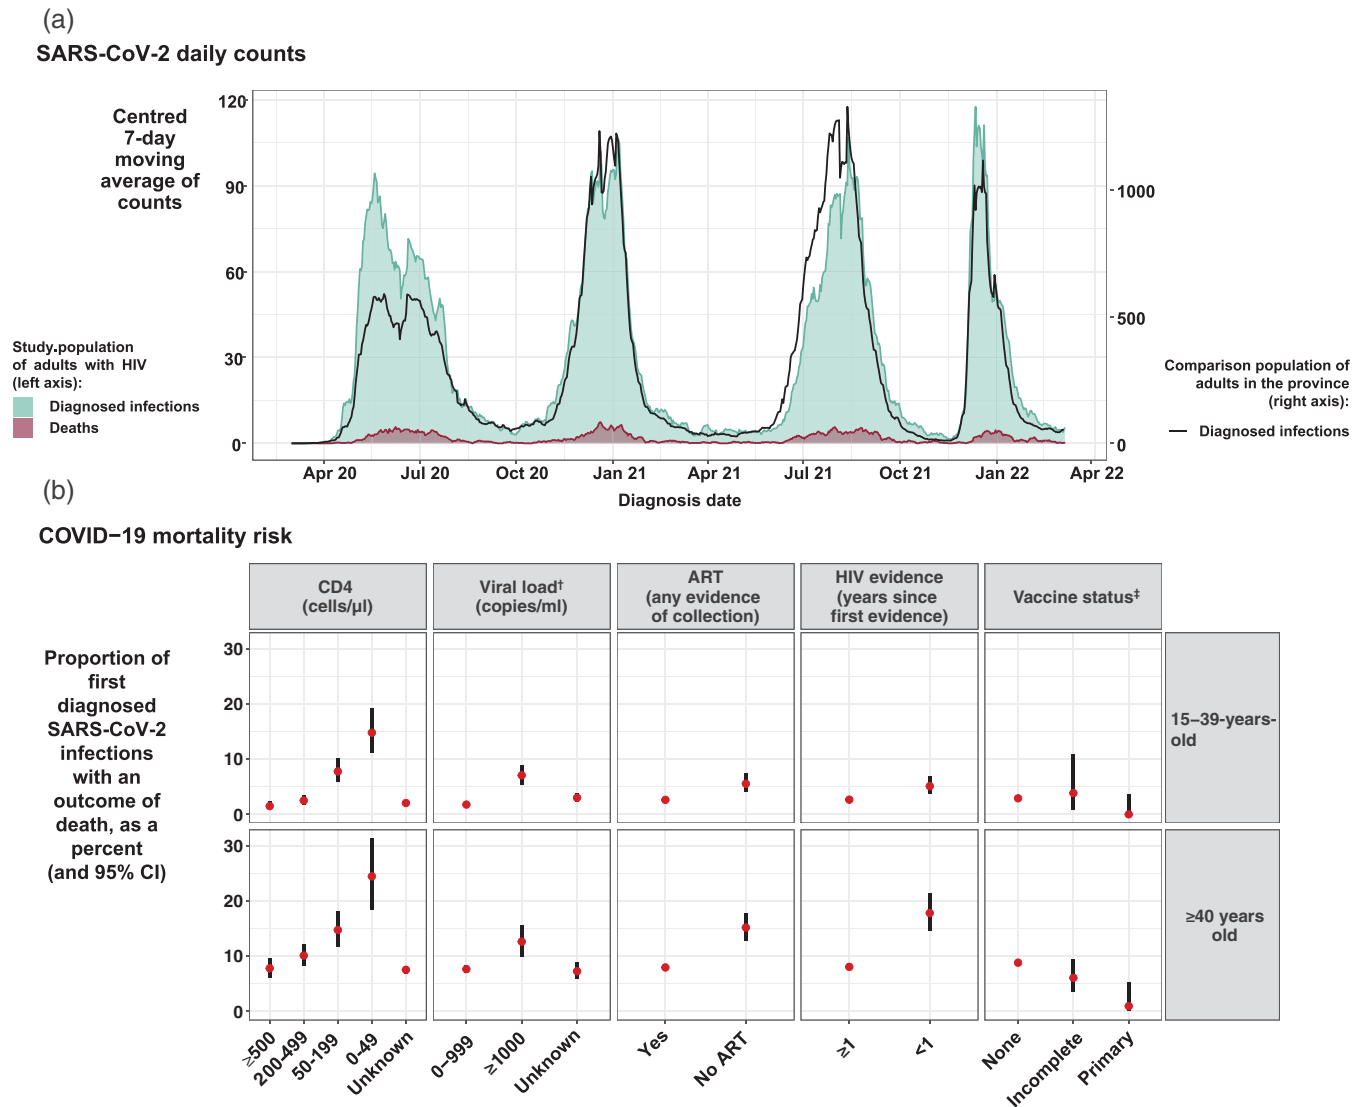 (a)
SARS-CoV-2 daily counts
Centred
7-day
moving
average of
counts
120
90
60
30
0
1000
500
0
Study.population
of adults with HIV
(left axis):
Diagnosed infections
Deaths
Comparison population of
adults in the province
(right axis):
Diagnosed infections
Apr 20 Jul 20 Oct 20 Jan 21 Apr 21 Jul 21 Oct 21 Jan 22 Apr 22
Diagnosis date
(b)
COVID−19 mortality risk
CD4
(cells/µl)
Viral load†
(copies/ml)
ART
(any evidence
of collection)
HIV evidence
(years since
first evidence)
Vaccine status‡
Proportion of
first
diagnosed
SARS-CoV-2
infections
with an
outcome of
death, as a
percent
(and 95% CI)
30
20
10
0
15−39-years-
old
30
20
10
0
≥40 years
old
≥500
200-499
50-199
0-49
Unknown
0−999
≥1000
Unknown
Yes
No ART
≥1
<1
None
Incomplete
Primary